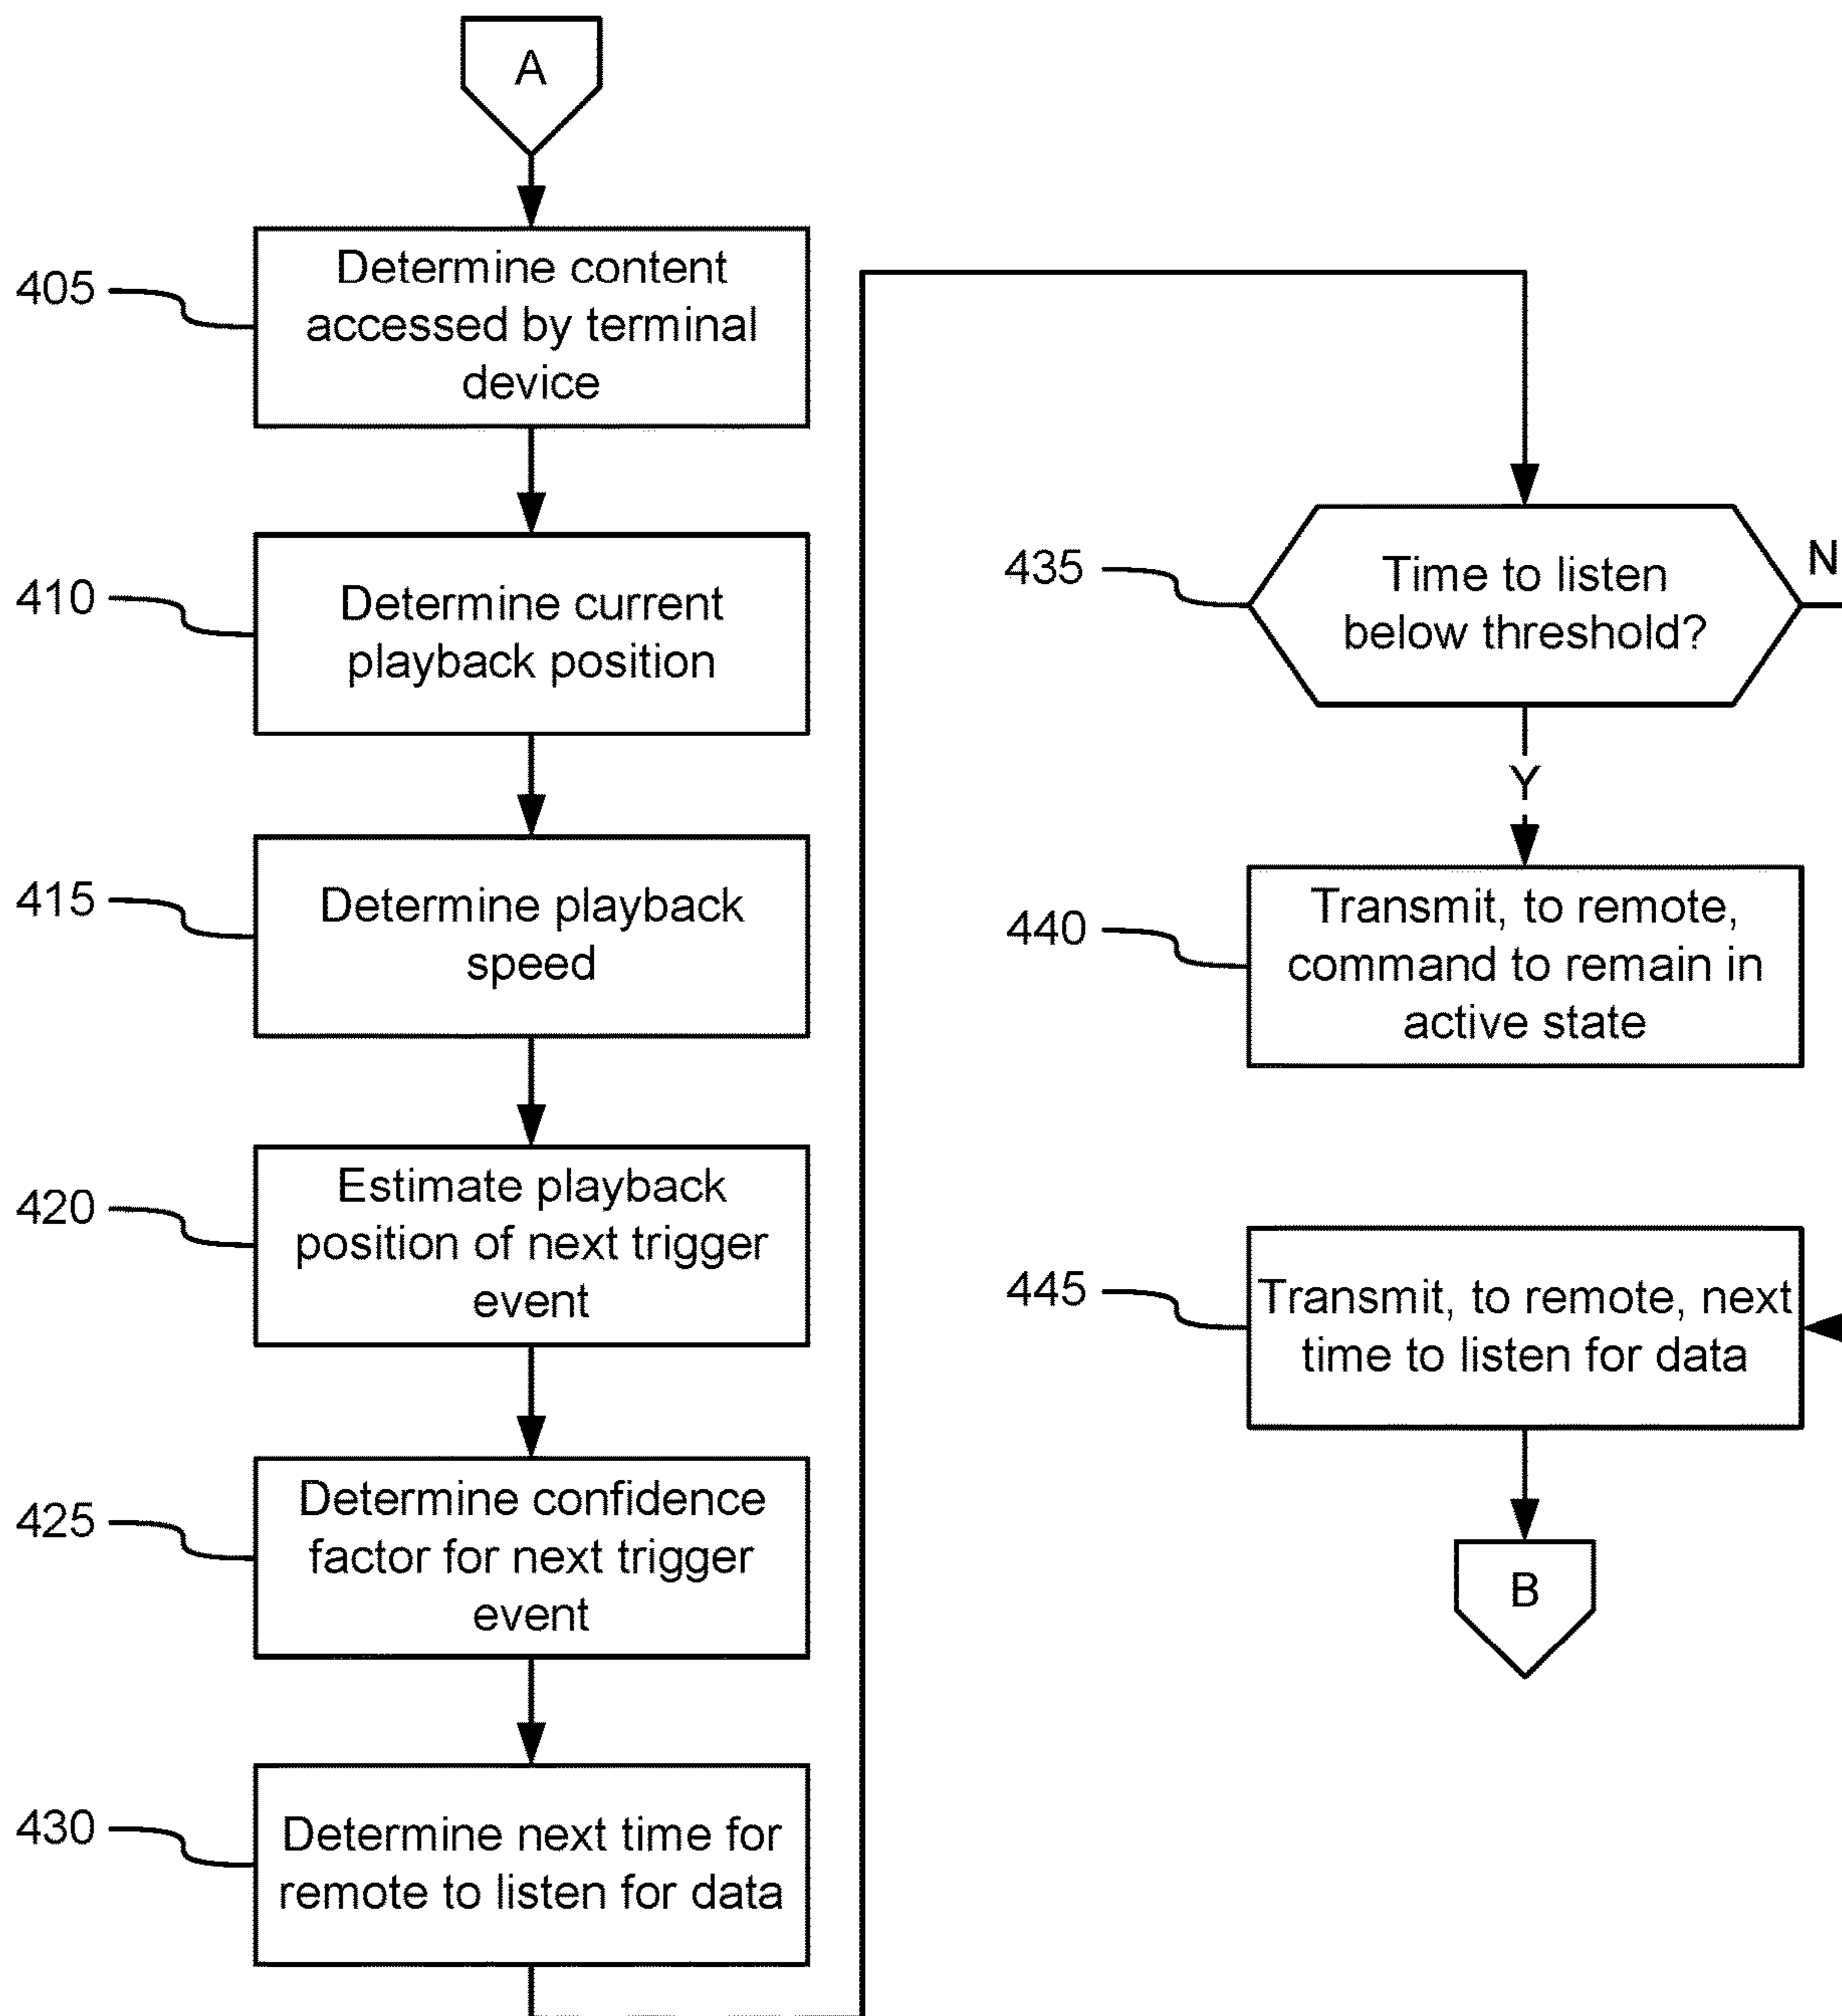 A
405
Determine content
accessed by terminal
device
410
Determine current
playback position
415
Determine playback
speed
420
Estimate playback
position of next trigger
event
425
Determine confidence
factor for next trigger
event
430
Determine next time for
remote to listen for data
435
Time to listen
below threshold?
N
Y
440
Transmit, to remote,
command to remain in
active state
445
Transmit, to remote, next
time to listen for data
B